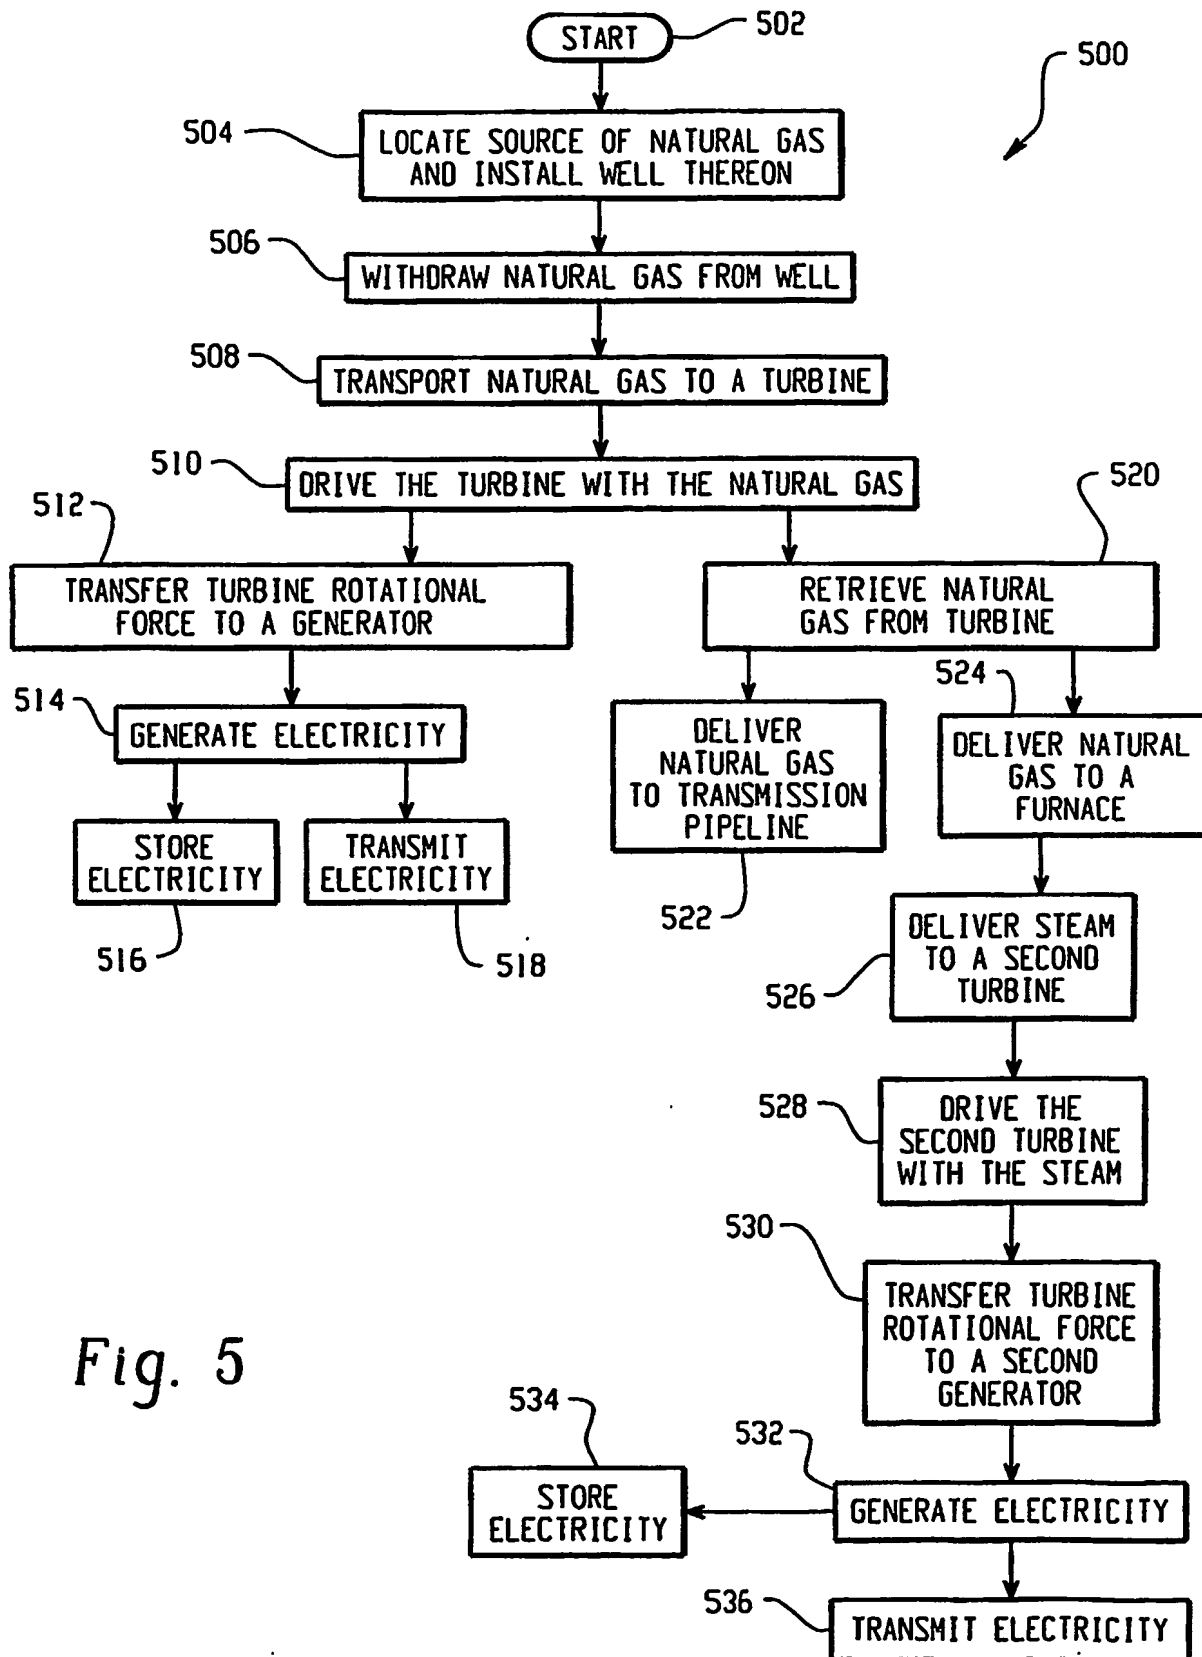 START
502
500
504
LOCATE SOURCE OF NATURAL GAS
AND INSTALL WELL THEREON
506
WITHDRAW NATURAL GAS FROM WELL
508
TRANSPORT NATURAL GAS TO A TURBINE
510
DRIVE THE TURBINE WITH THE NATURAL GAS
512
TRANSFER TURBINE ROTATIONAL
FORCE TO A GENERATOR
520
RETRIEVE NATURAL
GAS FROM TURBINE
514
GENERATE ELECTRICITY
STORE
ELECTRICITY
516
TRANSMIT
ELECTRICITY
518
DELIVER
NATURAL GAS
TO TRANSMISSION
PIPELINE
522
524
DELIVER NATURAL
GAS TO A
FURNACE
DELIVER STEAM
TO A SECOND
TURBINE
526
528
DRIVE THE
SECOND TURBINE
WITH THE STEAM
530
TRANSFER TURBINE
ROTATIONAL FORCE
TO A SECOND
GENERATOR
Fig. 5
534
STORE
ELECTRICITY
532
GENERATE ELECTRICITY
536
TRANSMIT ELECTRICITY